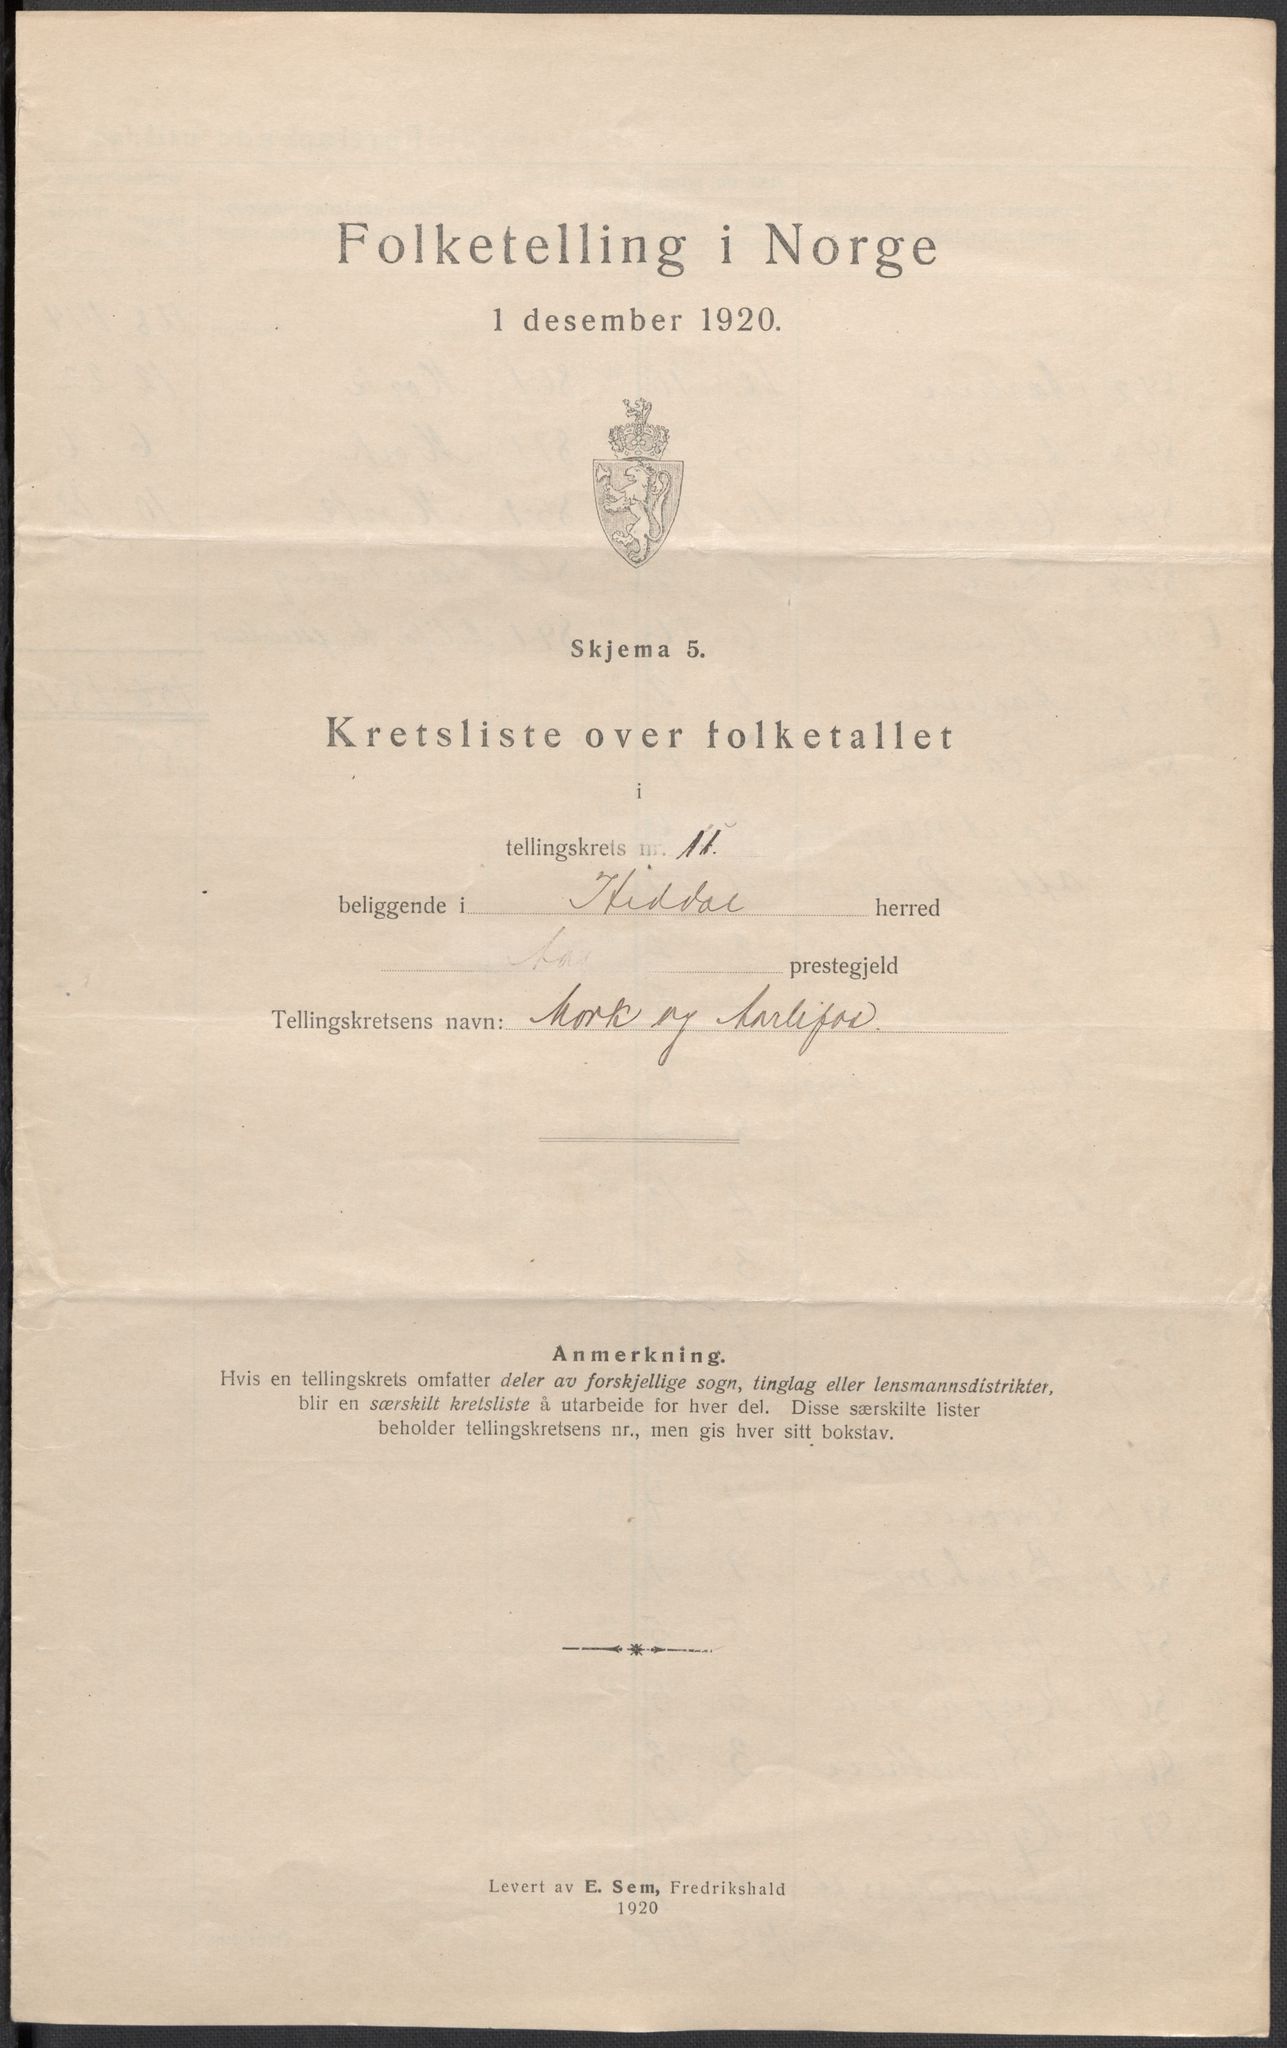 Folketelling i Norge
1 desember 1920.
Skjema 5.
Kretsliste over folketallet
i
tellingskrets nr. 11.
beliggende i Heddal herred
prestegjeld
Tellingskretsens navn: Mork og Aarlifos.
Anmerkning.
Hvis en tellingskrets omfatter deler av forskjellige sogn, tinglag eller lensmannsdistrikter,
blir en særskilt kretsliste å utarbeide for hver del. Disse særskilte lister
beholder tellingskretsens nr., men gis hver sitt bokstav.
Levert av E. Sem, Fredrikshald
1920